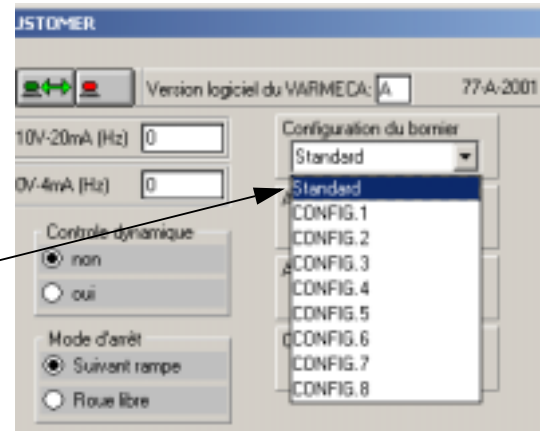 USTOMER
Version logiciel du VARMECA: A 77-A-2001
10V-20mA (Hz) 0
0V-4mA (Hz) 0
Configuration du bornier
Standard
Standard
CONFIG.1
CONFIG.2
CONFIG.3
CONFIG.4
CONFIG.5
CONFIG.6
CONFIG.7
CONFIG.8
Controle dynamique
non
oui
Mode d'arrêt
Suivant rampe
Roue libre